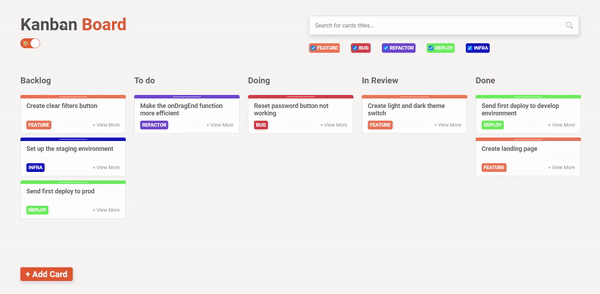 Kanban Board
Search for cards titles...
FEATURE
BUG
REFACTOR
DEPLOY
INFRA
Backlog
Create clear filters button
FEATURE
+ View More
Set up the staging environment
INFRA
+ View More
Send first deploy to prod
DEPLOY
+ View More
To do
Make the onDragEnd function
more efficient
REFACTOR
+ View More
Doing
Reset password button not
working
BUG
+ View More
In Review
Create light and dark theme
switch
FEATURE
+ View More
Done
Send first deploy to develop
environment
DEPLOY
+ View More
Create landing page
FEATURE
+ View More
+ Add Card